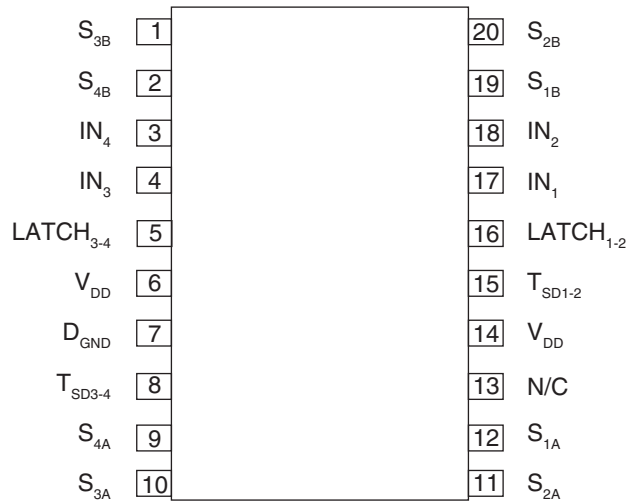 S3B 1 20 S2B
S4B 2 19 S1B
IN4 3 18 IN2
IN3 4 17 IN1
LATCH3-4 5 16 LATCH1-2
VDD 6 15 TSD1-2
DGND 7 14 VDD
TSD3-4 8 13 N/C
S4A 9 12 S1A
S3A 10 11 S2A